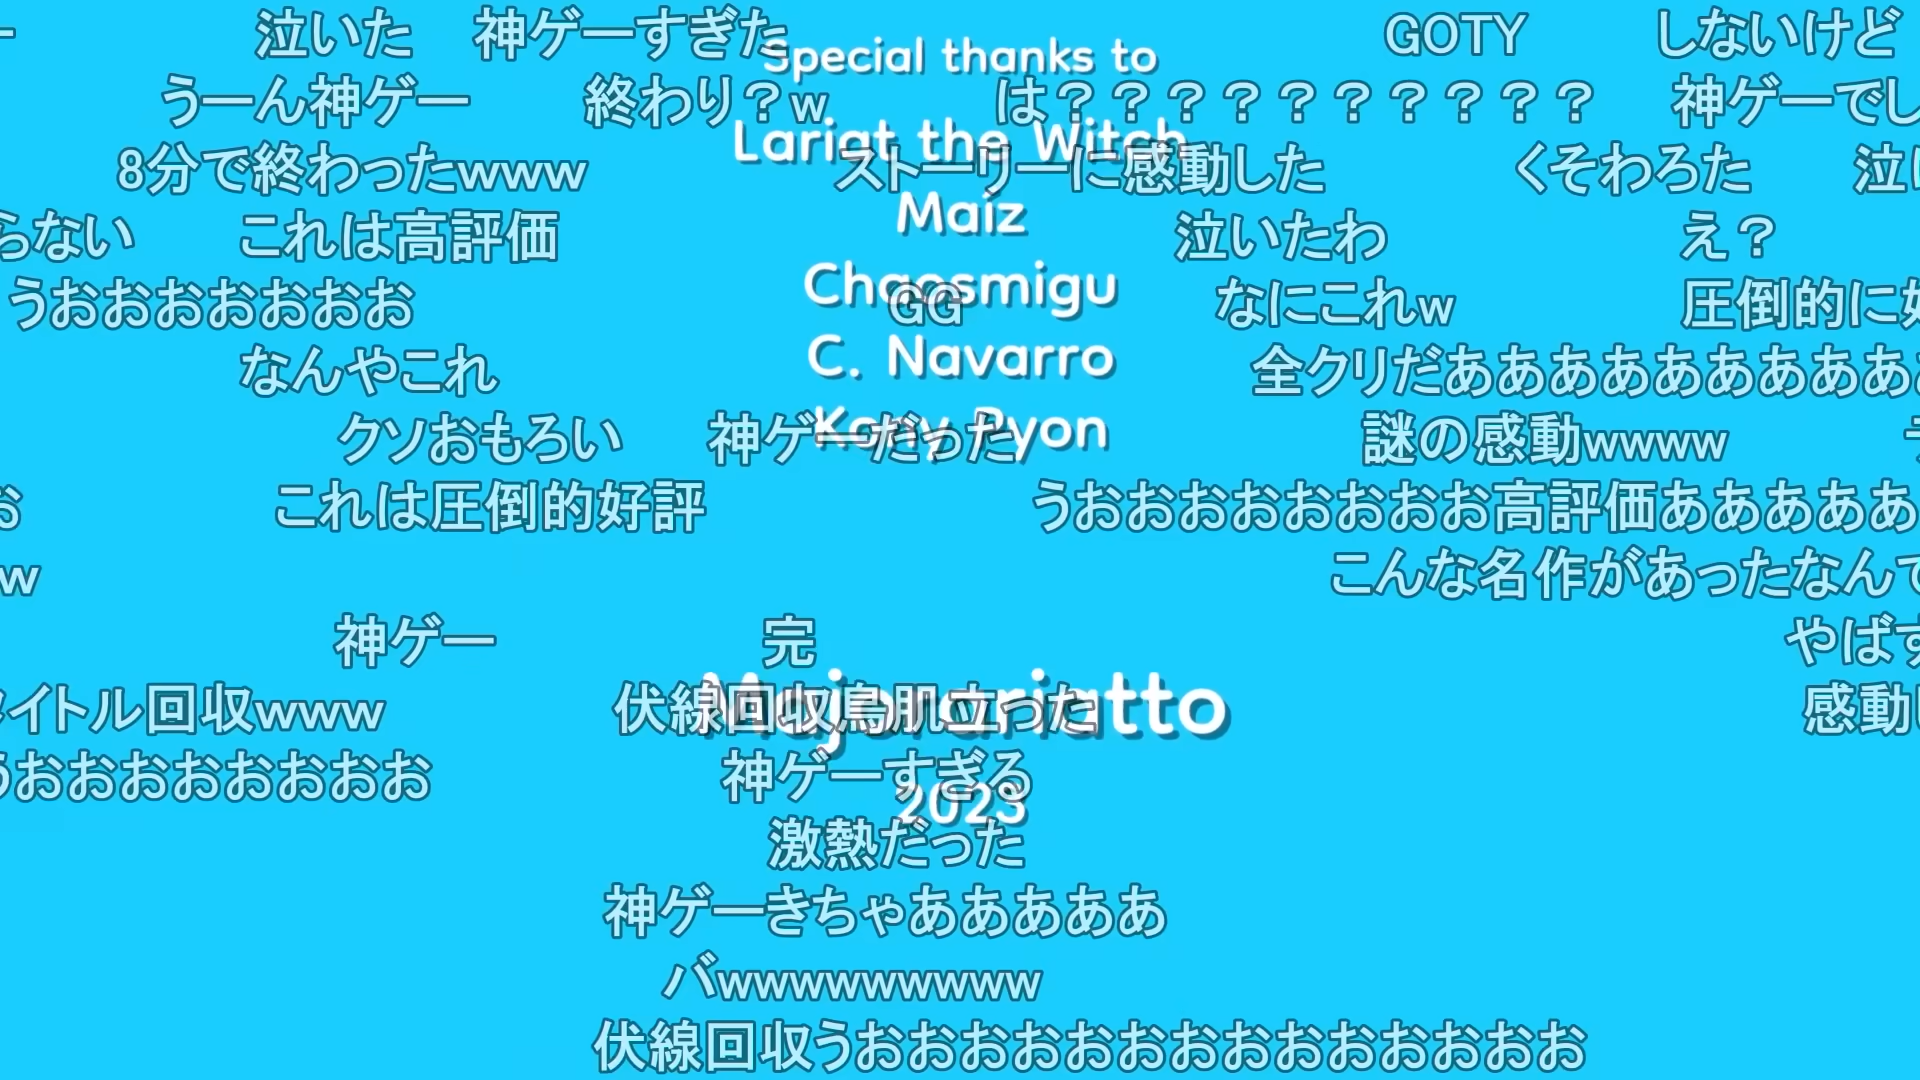 ー 泣いた 神ゲーすぎた GOTY しないけど
Special thanks to
うーん神ゲー 終わり？w は？？？？？？？？？？ 神ゲーでし
Lariat the Witch
8分で終わったwww ストーリーに感動した くそわろた 泣い
Maíz
らない これは高評価 泣いたわ え？
Chaosmigu
うおおおおおおお GG なにこれw 圧倒的に好
C. Navarro
なんやこれ 全クリだあああああああああ
Kony Pyon
クソおもろい 神ゲーだった 謎の感動wwww
お これは圧倒的好評 うおおおおおおおお高評価あああああ
w こんな名作があったなんて
神ゲー 完 やばす
Majorariatto
タイトル回収www 伏線回収鳥肌立った 感動し
うおおおおおおおお 神ゲーすぎる
2023
激熱だった
神ゲーきちゃあああああ
バwwwwwwwww
伏線回収うおおおおおおおおおおおおおお